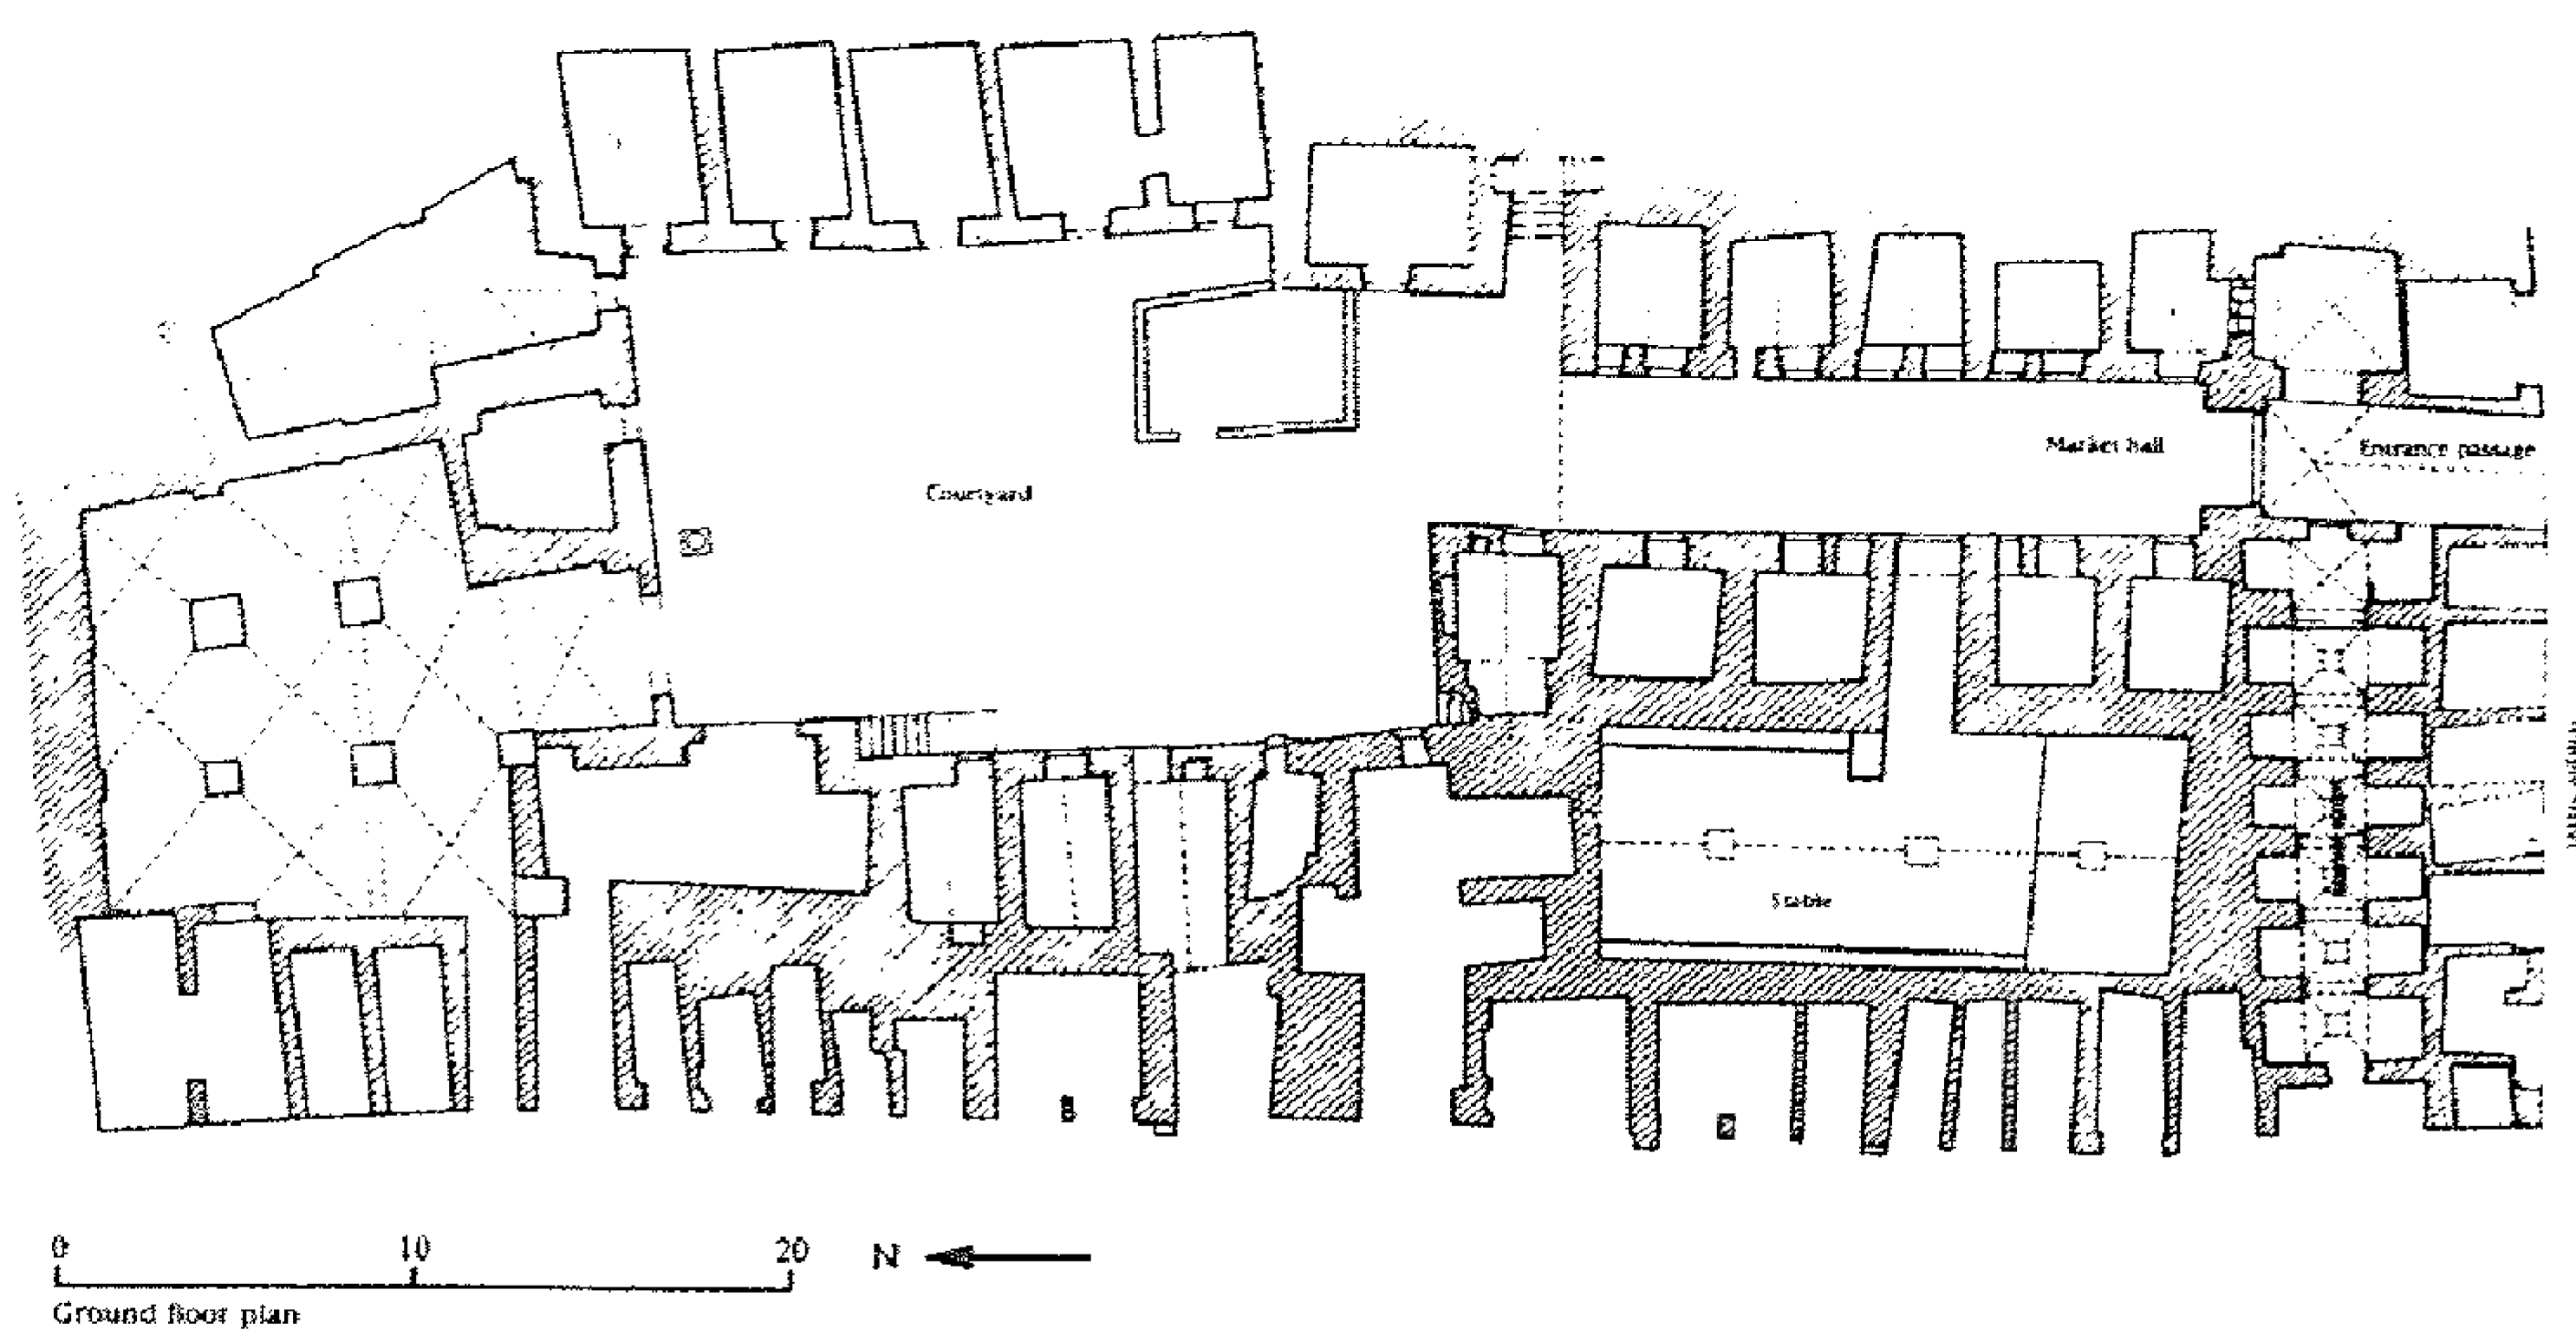 Market hall
Entrance passage
Courtyard
Stable
0 10 20
N
Ground floor plan